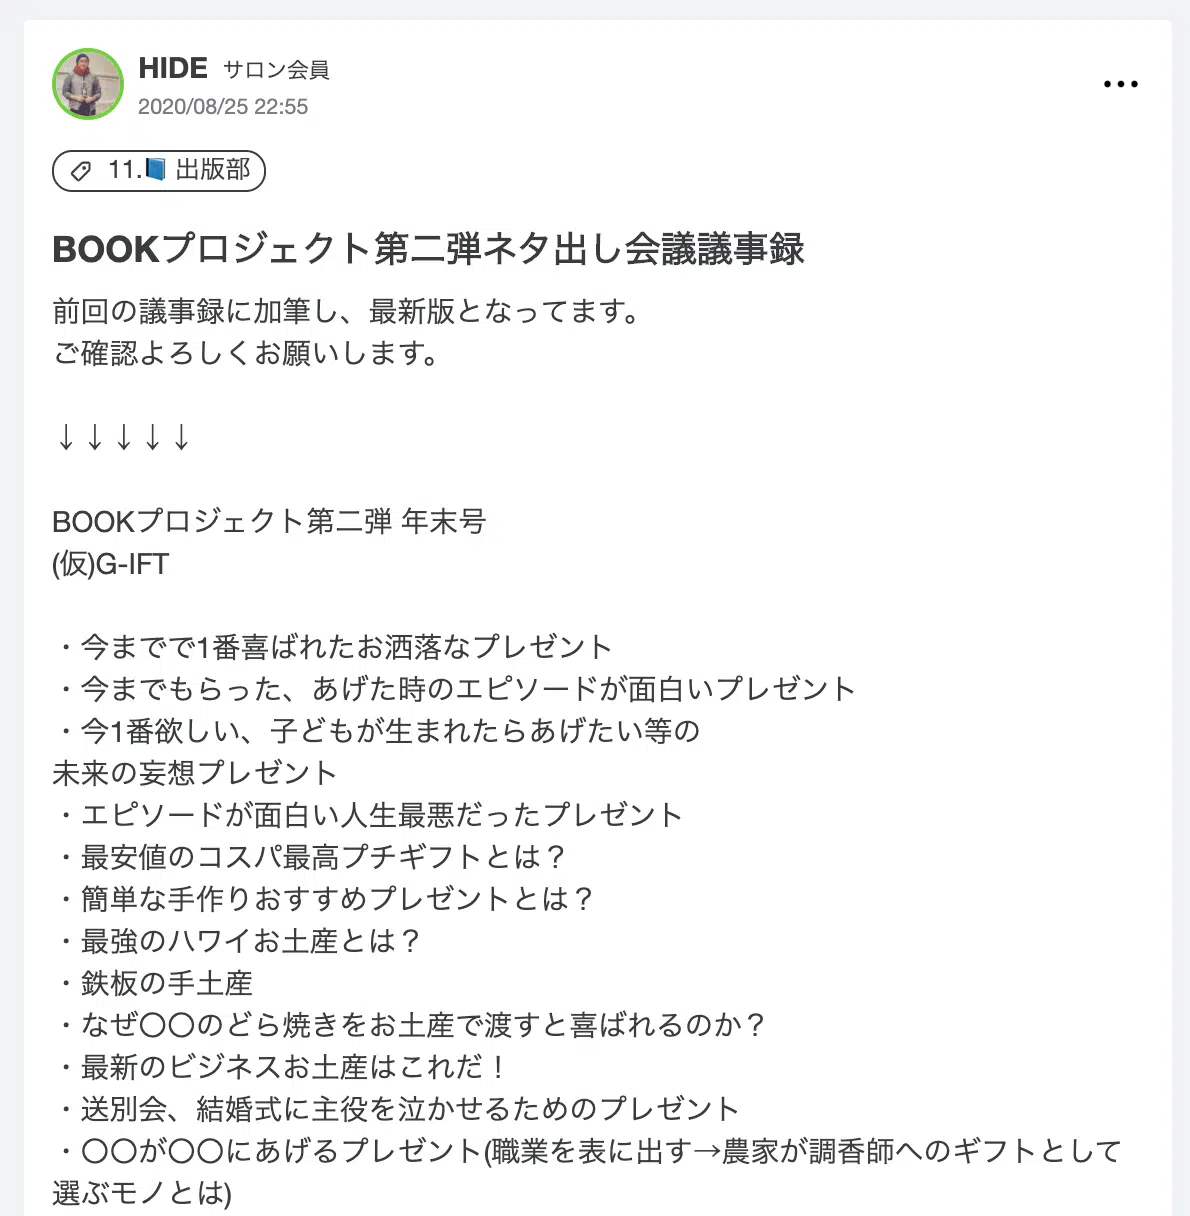 HIDE サロン会員
2020/08/25 22:55
11.📘 出版部
BOOKプロジェクト第二弾ネタ出し会議議事録
前回の議事録に加筆し、最新版となってます。
ご確認よろしくお願いします。
↓↓↓↓↓
BOOKプロジェクト第二弾 年末号
(仮)G-IFT
・今までで1番喜ばれたお洒落なプレゼント
・今までもらった、あげた時のエピソードが面白いプレゼント
・今1番欲しい、子どもが生まれたらあげたい等の
未来の妄想プレゼント
・エピソードが面白い人生最悪だったプレゼント
・最安値のコスパ最高プチギフトとは？
・簡単な手作りおすすめプレゼントとは？
・最強のハワイお土産とは？
・鉄板の手土産
・なぜ〇〇のどら焼きをお土産で渡すと喜ばれるのか？
・最新のビジネスお土産はこれだ！
・送別会、結婚式に主役を泣かせるためのプレゼント
・〇〇が〇〇にあげるプレゼント(職業を表に出す→農家が調香師へのギフトとして
選ぶモノとは)